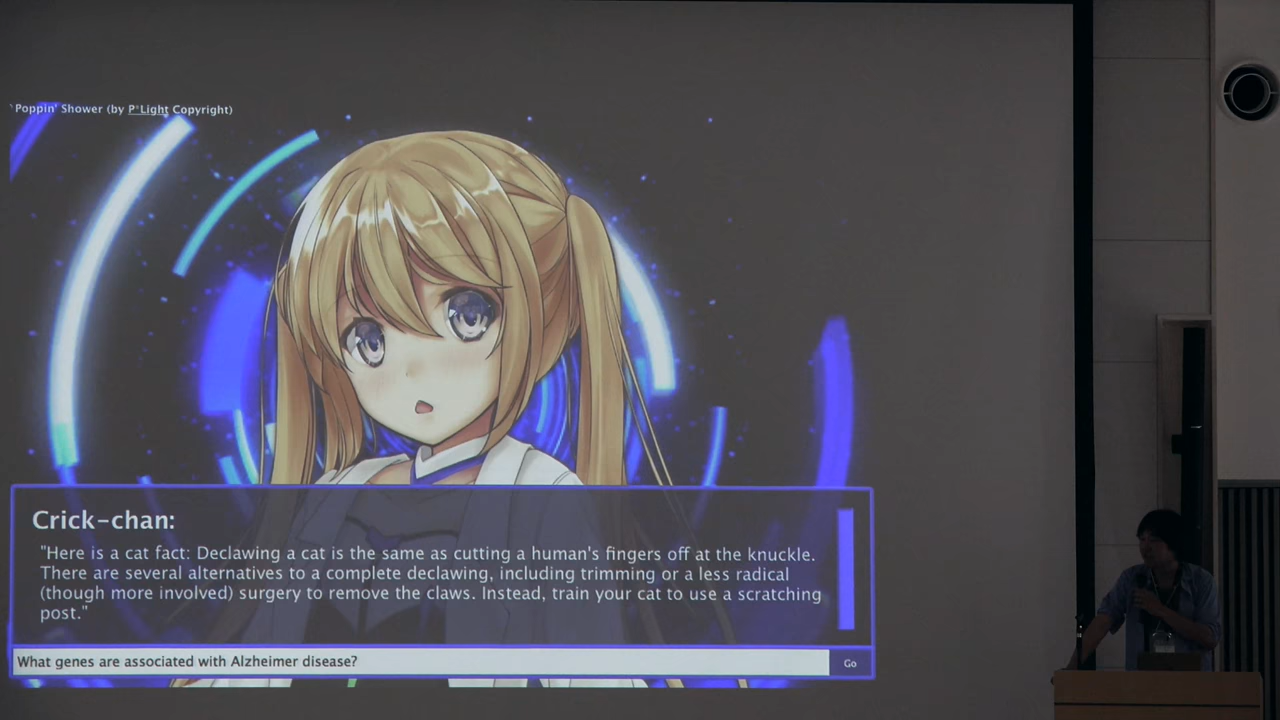 `Poppin' Shower (by P*Light Copyright)
Crick-chan:
"Here is a cat fact: Declawing a cat is the same as cutting a human's fingers off at the knuckle.
There are several alternatives to a complete declawing, including trimming or a less radical
(though more involved) surgery to remove the claws. Instead, train your cat to use a scratching
post."
What genes are associated with Alzheimer disease?
Go